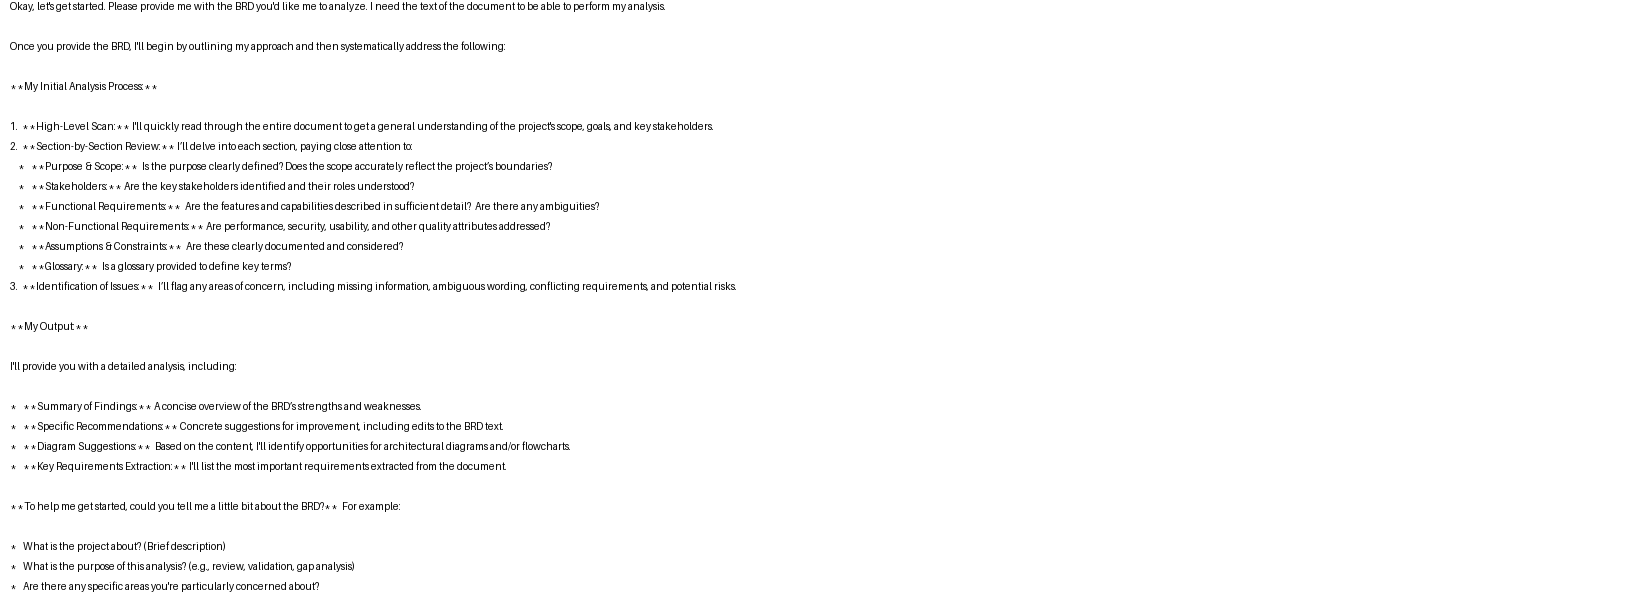 Okay, let's get started. Please provide me with the BRD you'd like me to analyze. I need the text of the document to be able to perform my analysis.
Once you provide the BRD, I'll begin by outlining my approach and then systematically address the following:
**My Initial Analysis Process:**
1.  **High-Level Scan:** I'll quickly read through the entire document to get a general understanding of the project's scope, goals, and key stakeholders.
2.  **Section-by-Section Review:** I’ll delve into each section, paying close attention to:
*   **Purpose & Scope:**  Is the purpose clearly defined? Does the scope accurately reflect the project’s boundaries?
*   **Stakeholders:** Are the key stakeholders identified and their roles understood?
*   **Functional Requirements:**  Are the features and capabilities described in sufficient detail?  Are there any ambiguities?
*   **Non-Functional Requirements:** Are performance, security, usability, and other quality attributes addressed?
*   **Assumptions & Constraints:**  Are these clearly documented and considered?
*   **Glossary:**  Is a glossary provided to define key terms?
3.  **Identification of Issues:**  I’ll flag any areas of concern, including missing information, ambiguous wording, conflicting requirements, and potential risks.
**My Output:**
I'll provide you with a detailed analysis, including:
*   **Summary of Findings:** A concise overview of the BRD’s strengths and weaknesses.
*   **Specific Recommendations:** Concrete suggestions for improvement, including edits to the BRD text.
*   **Diagram Suggestions:**  Based on the content, I'll identify opportunities for architectural diagrams and/or flowcharts.
*   **Key Requirements Extraction:** I'll list the most important requirements extracted from the document.
**To help me get started, could you tell me a little bit about the BRD?**  For example:
*   What is the project about? (Brief description)
*   What is the purpose of this analysis? (e.g., review, validation, gap analysis)
*   Are there any specific areas you're particularly concerned about?